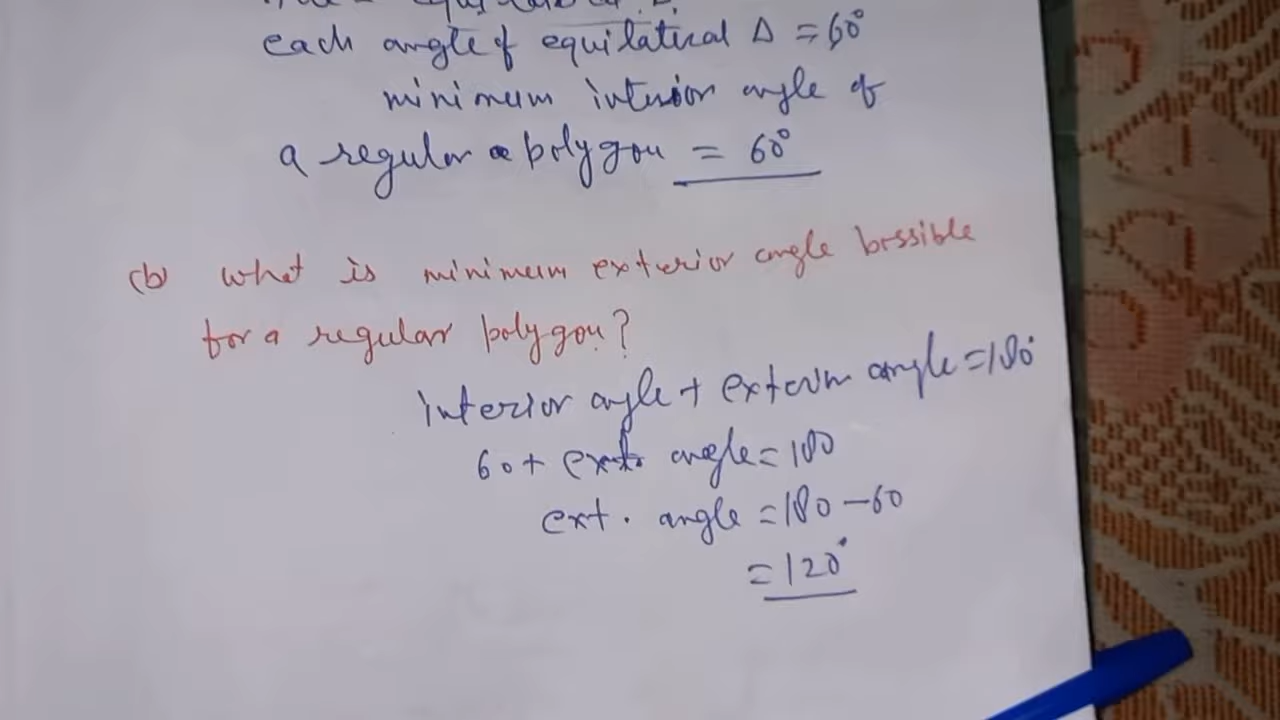 each angle of equilateral Δ = 60°
minimum interior angle of
a regular polygon = 60°
(b) What is minimum exterior angle possible
for a regular polygon?
interior angle + exterior angle = 180°
60 + ext. angle = 180
ext. angle = 180 - 60
= 120°